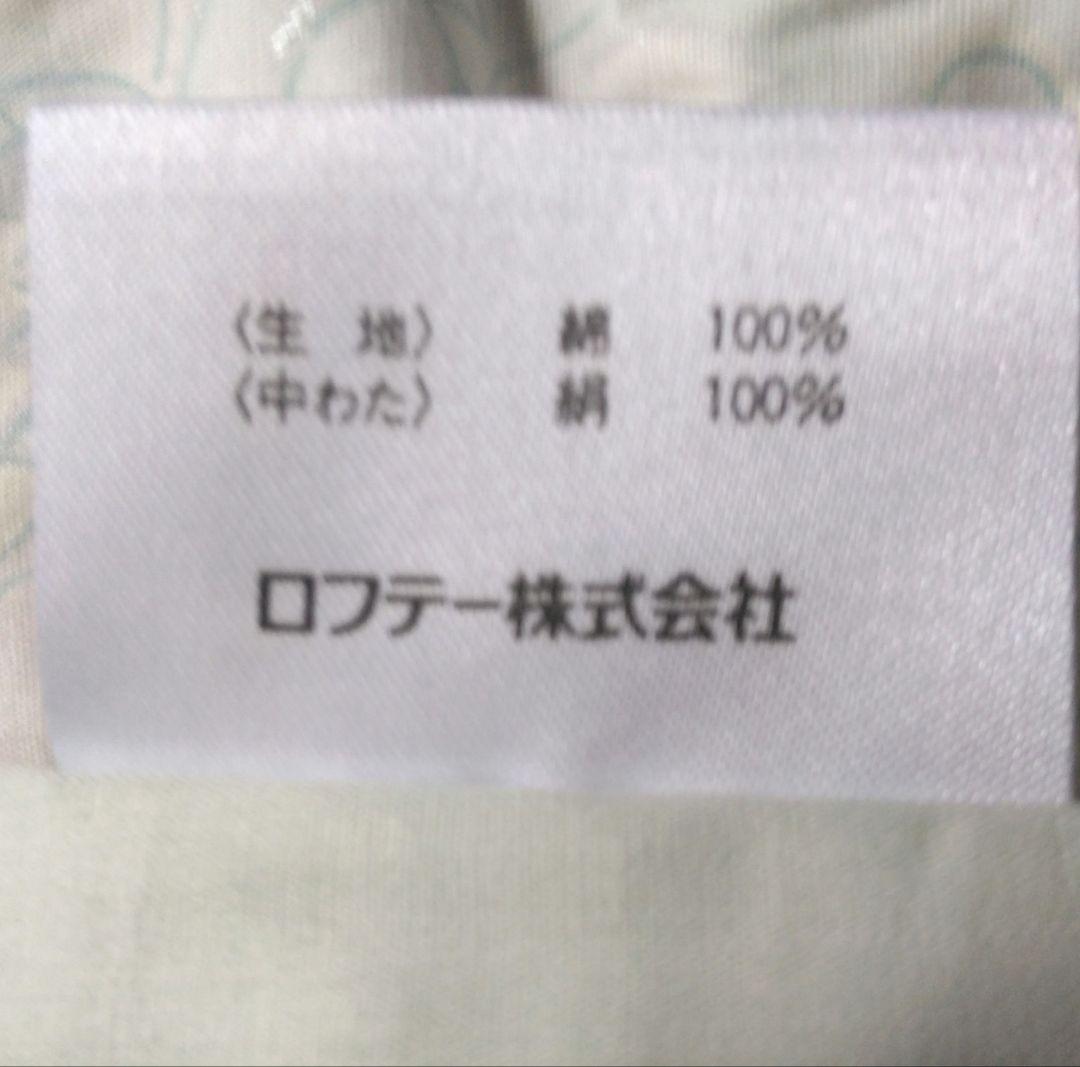 〈生　地〉　綿　100%
〈中わた〉　絹　100%
ロフテー株式会社